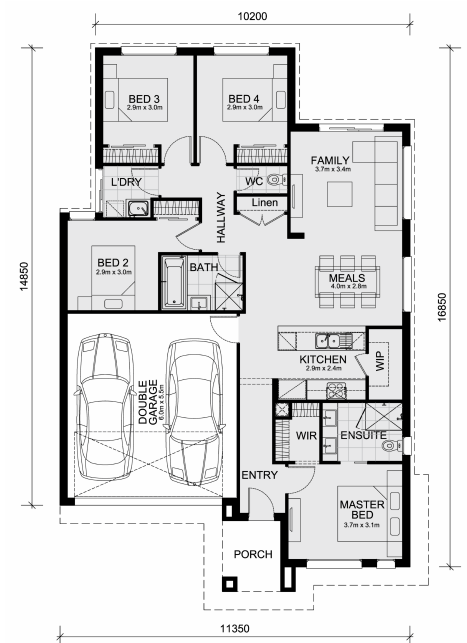 10200
BED 3
2.9m x 3.0m
BED 4
2.9m x 3.0m
FAMILY
3.7m x 3.4m
L'DRY
WC
Linen
HALLWAY
BED 2
2.9m x 3.0m
BATH
MEALS
4.0m x 2.8m
14850
16850
KITCHEN
2.9m x 2.4m
WIP
DOUBLE
GARAGE
6.0m x 5.5m
WIR
ENSUITE
ENTRY
MASTER
BED
3.7m x 3.1m
PORCH
11350